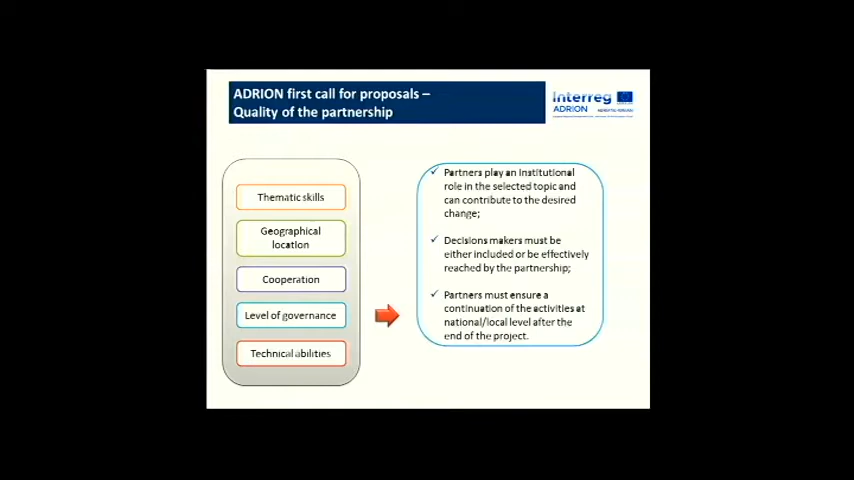 ADRION first call for proposals –
Quality of the partnership
Interreg
ADRION
Thematic skills
Geographical
location
Cooperation
Level of governance
Technical abilities
✓ Partners play an institutional
role in the selected topic and
can contribute to the desired
change;
✓ Decisions makers must be
either included or be effectively
reached by the partnership;
✓ Partners must ensure a
continuation of the activities at
national/local level after the
end of the project.